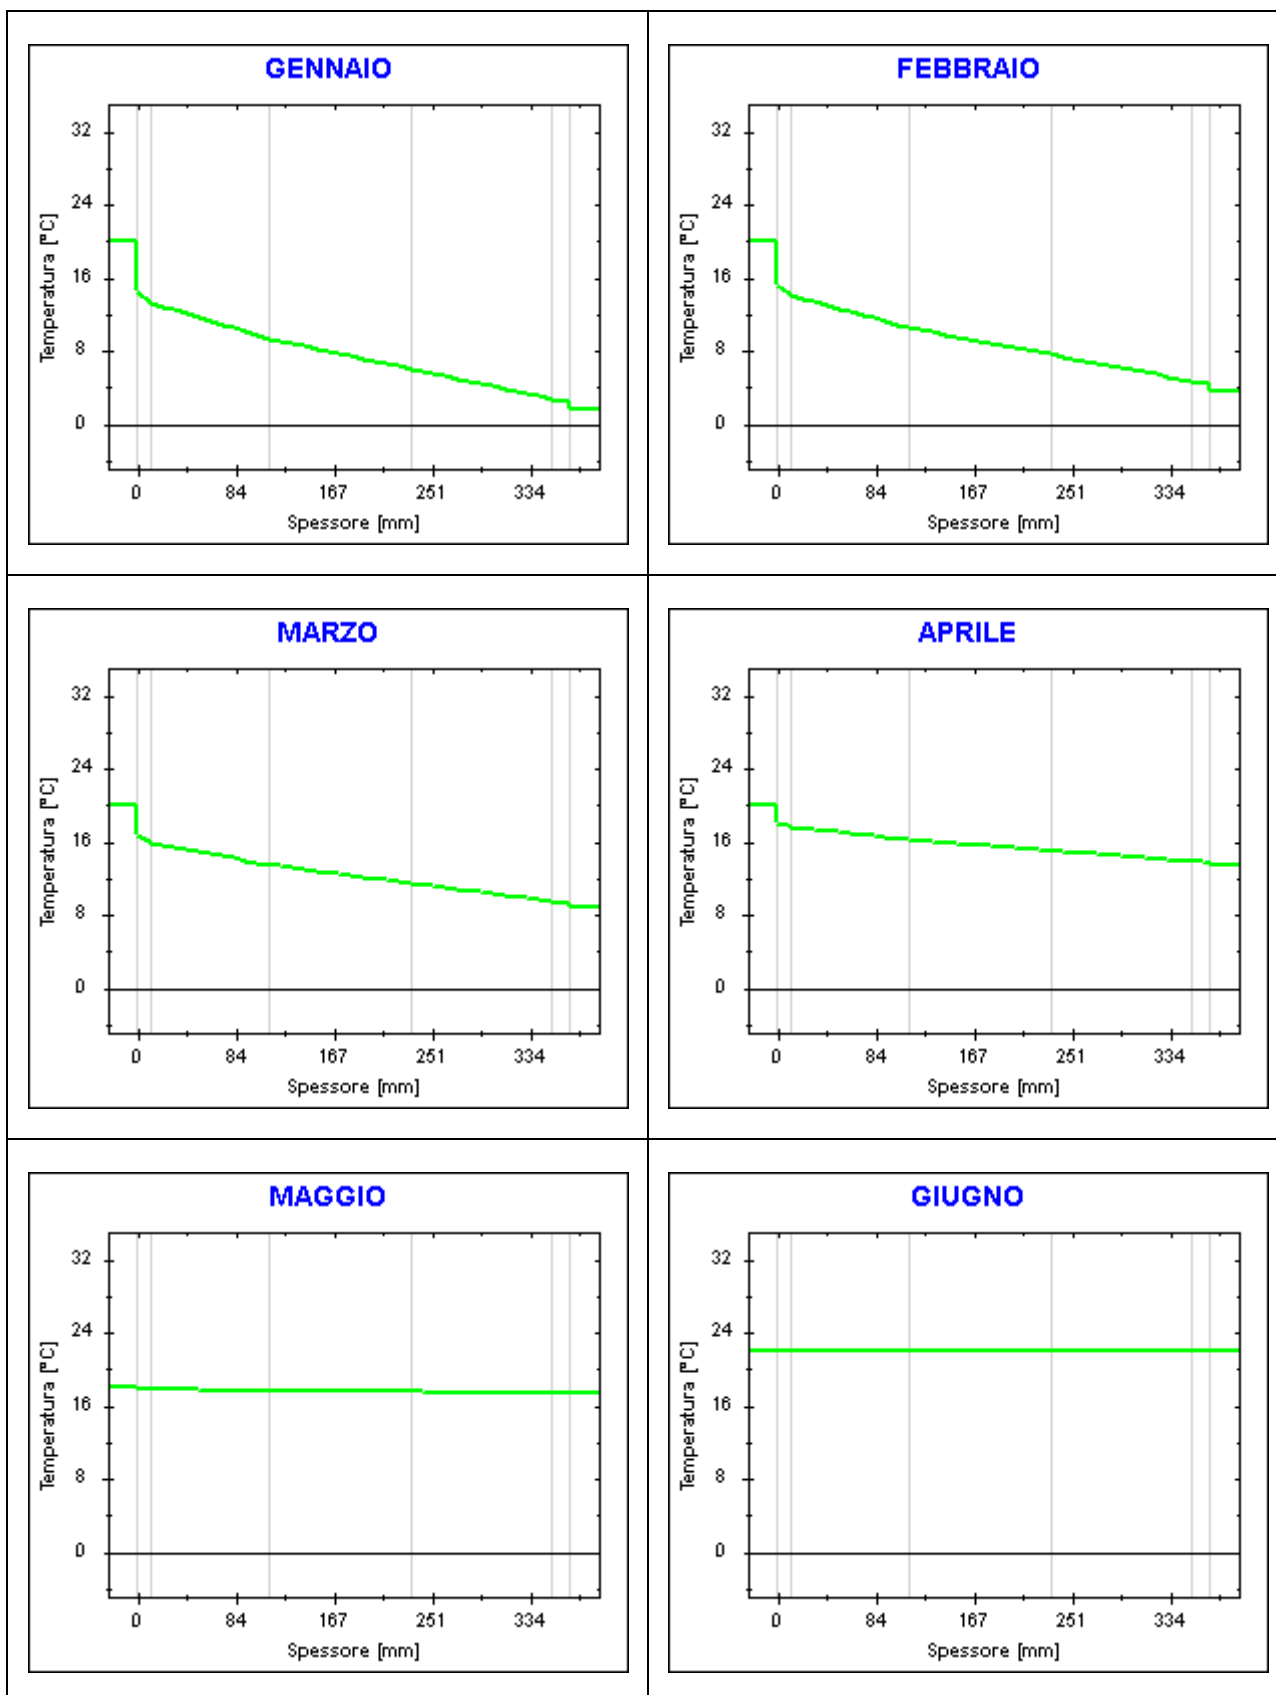 GENNAIO
Temperatura [°C]
32
24
16
8
0
0 84 167 251 334
Spessore [mm]
FEBBRAIO
Temperatura [°C]
32
24
16
8
0
0 84 167 251 334
Spessore [mm]
MARZO
Temperatura [°C]
32
24
16
8
0
0 84 167 251 334
Spessore [mm]
APRILE
Temperatura [°C]
32
24
16
8
0
0 84 167 251 334
Spessore [mm]
MAGGIO
Temperatura [°C]
32
24
16
8
0
0 84 167 251 334
Spessore [mm]
GIUGNO
Temperatura [°C]
32
24
16
8
0
0 84 167 251 334
Spessore [mm]